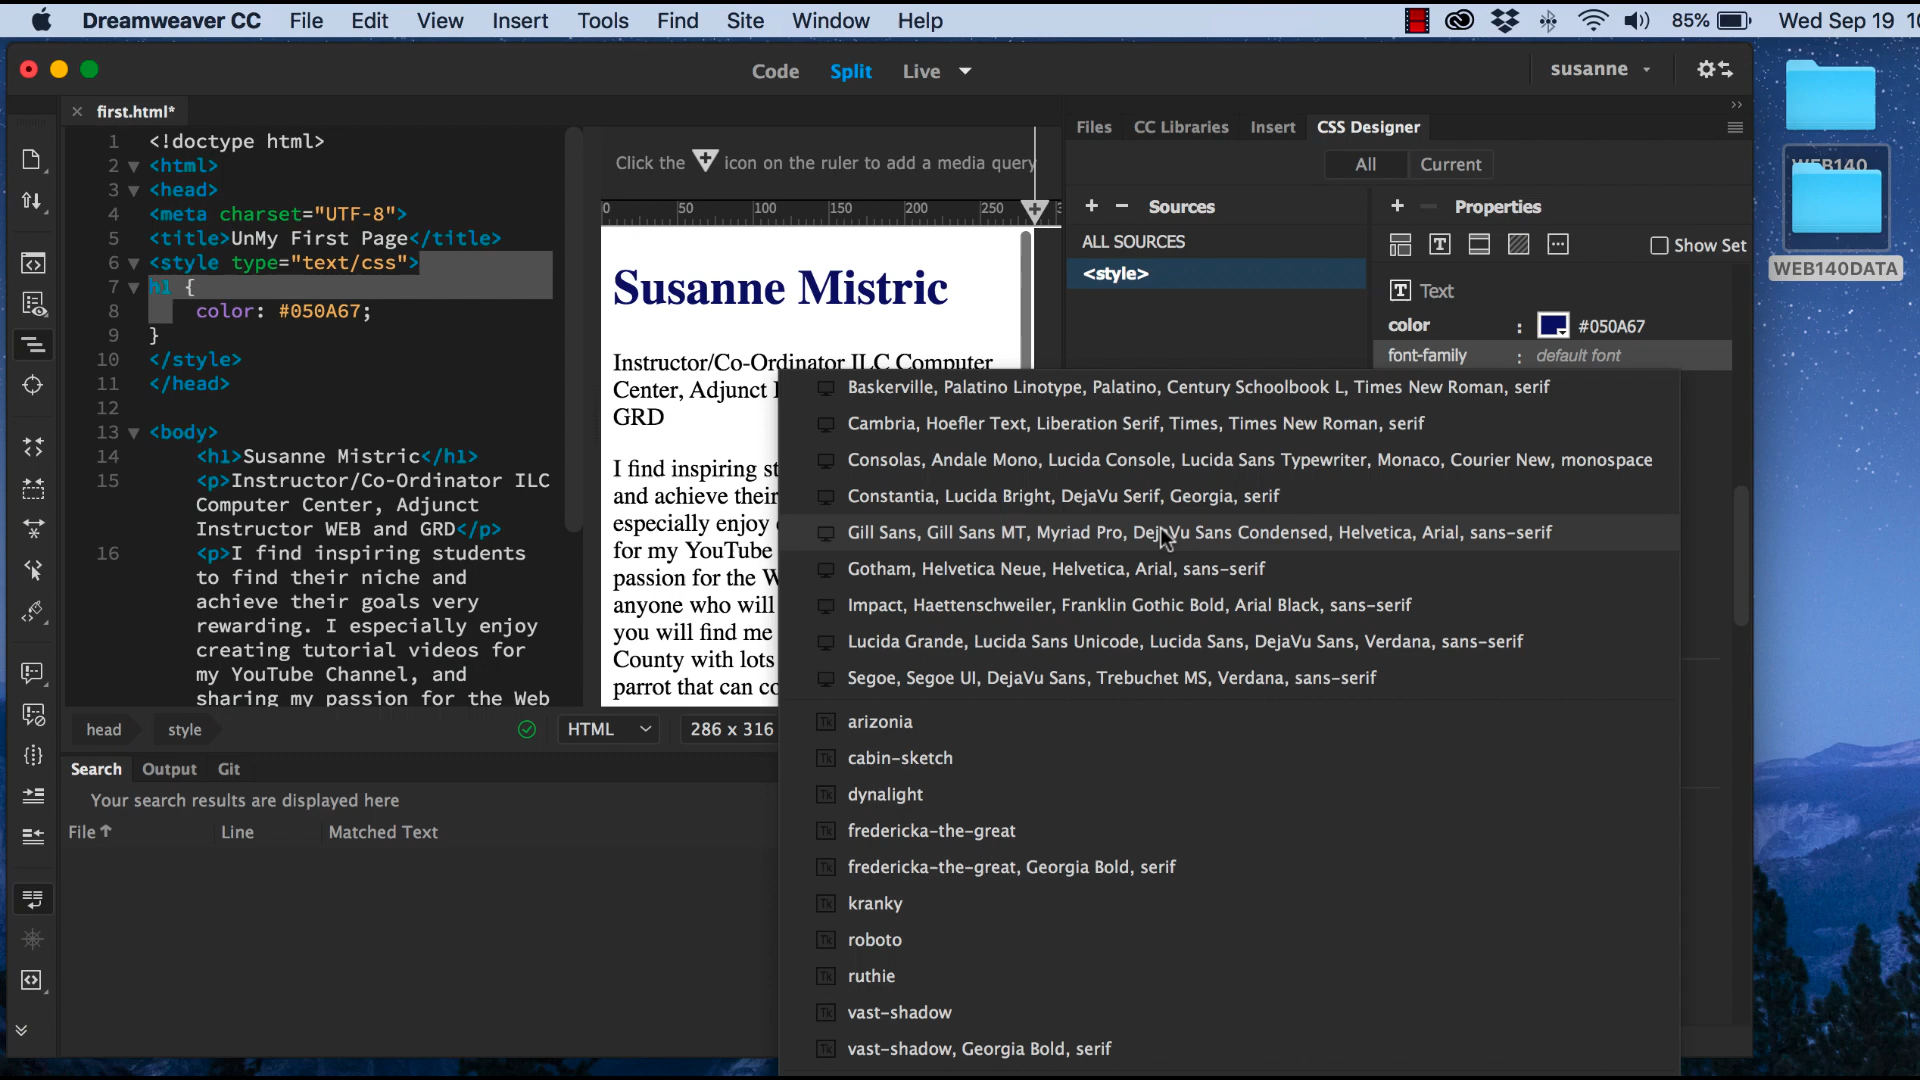 Dreamweaver CC File Edit View Insert Tools Find Site Window Help 85% Wed Sep 19
Code Split Live susanne
first.html*
Files CC Libraries Insert CSS Designer
All Current
1 <!doctype html>
2 <html>
3 <head>
4 <meta charset="UTF-8">
5 <title>UnMy First Page</title>
6 <style type="text/css">
7 h1 {
8 color: #050A67;
9 }
10 </style>
11 </head>
12
13 <body>
14 <h1>Susanne Mistric</h1>
15 <p>Instructor/Co-Ordinator ILC
Computer Center, Adjunct
Instructor WEB and GRD</p>
16 <p>I find inspiring students
to find their niche and
achieve their goals very
rewarding. I especially enjoy
creating tutorial videos for
my YouTube Channel, and
sharing my passion for the Web
head style HTML 286 x 316
Click the icon on the ruler to add a media query
0 50 100 150 200 250
Susanne Mistric
Instructor/Co-Ordinator ILC Computer
Center, Adjunct
GRD
I find inspiring
and achieve their
especially enjoy
for my YouTube
passion for the
anyone who will
you will find me
County with lots
parrot that can
+ − Sources
ALL SOURCES
<style>
+ − Properties
Show Set
T Text
color : #050A67
font-family : default font
Baskerville, Palatino Linotype, Palatino, Century Schoolbook L, Times New Roman, serif
Cambria, Hoefler Text, Liberation Serif, Times, Times New Roman, serif
Consolas, Andale Mono, Lucida Console, Lucida Sans Typewriter, Monaco, Courier New, monospace
Constantia, Lucida Bright, DejaVu Serif, Georgia, serif
Gill Sans, Gill Sans MT, Myriad Pro, DejaVu Sans Condensed, Helvetica, Arial, sans-serif
Gotham, Helvetica Neue, Helvetica, Arial, sans-serif
Impact, Haettenschweiler, Franklin Gothic Bold, Arial Black, sans-serif
Lucida Grande, Lucida Sans Unicode, Lucida Sans, DejaVu Sans, Verdana, sans-serif
Segoe, Segoe UI, DejaVu Sans, Trebuchet MS, Verdana, sans-serif
Tk arizonia
Tk cabin-sketch
Tk dynalight
Tk fredericka-the-great
Tk fredericka-the-great, Georgia Bold, serif
Tk kranky
Tk roboto
Tk ruthie
Tk vast-shadow
Tk vast-shadow, Georgia Bold, serif
Search Output Git
Your search results are displayed here
File Line Matched Text
WEB140
WEB140DATA